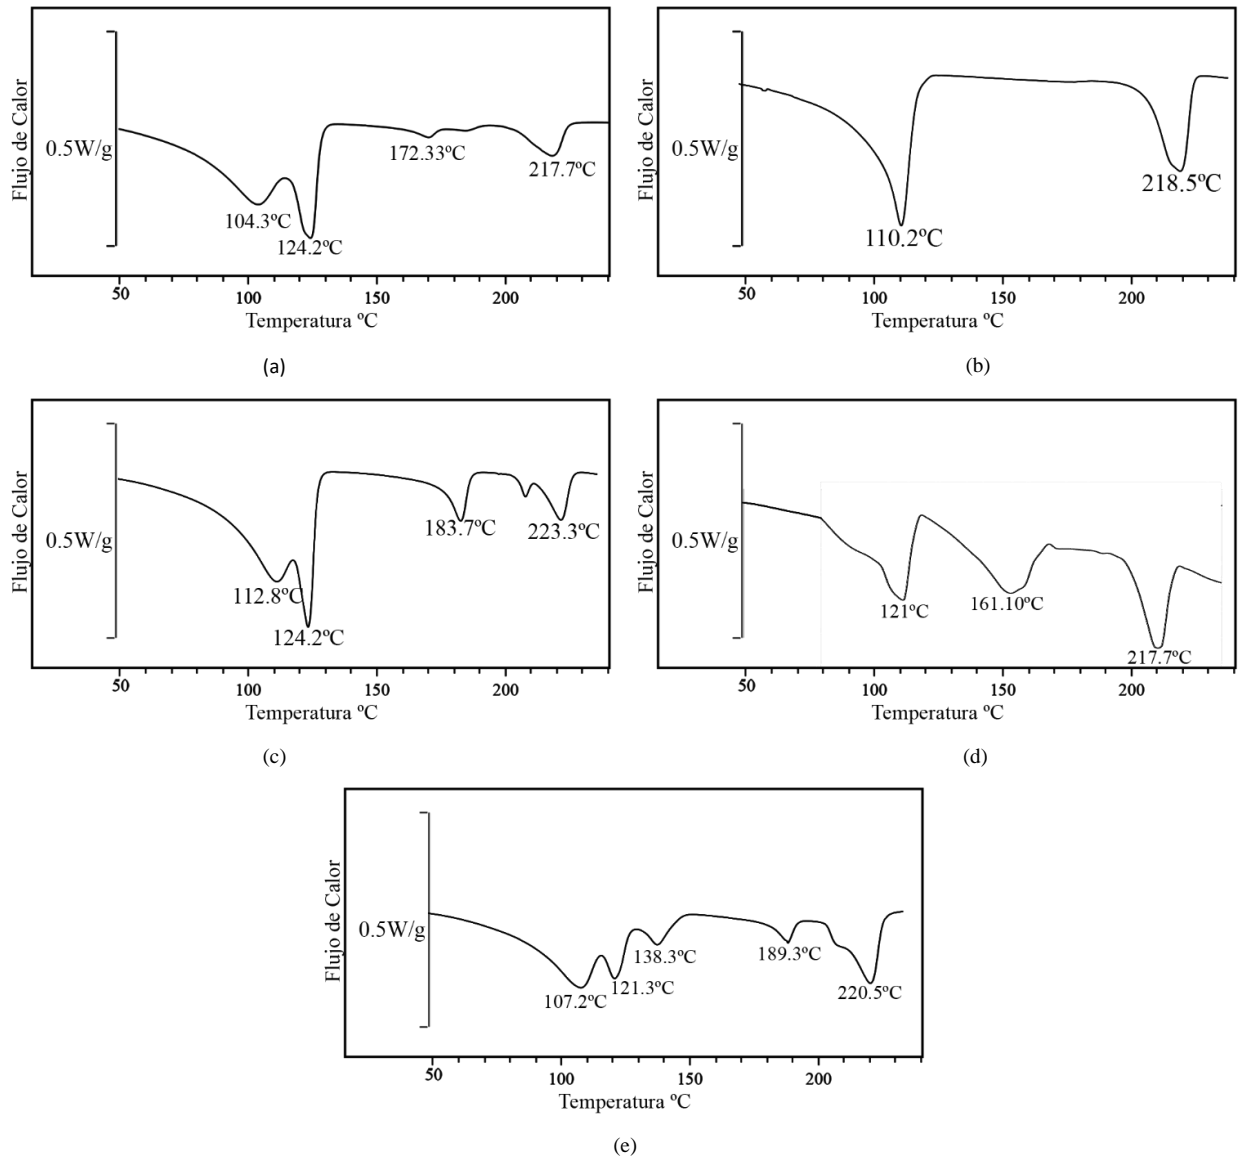 Flujo de Calor
0.5W/g
104.3ºC
124.2ºC
172.33ºC
217.7ºC
50
100
150
200
Temperatura ºC
(a)
Flujo de Calor
0.5W/g
110.2ºC
218.5ºC
50
100
150
200
Temperatura ºC
(b)
Flujo de Calor
0.5W/g
112.8ºC
124.2ºC
183.7ºC
223.3ºC
50
100
150
200
Temperatura ºC
(c)
Flujo de Calor
0.5W/g
121ºC
161.10ºC
217.7ºC
50
100
150
200
Temperatura ºC
(d)
Flujo de Calor
0.5W/g
107.2ºC
121.3ºC
138.3ºC
189.3ºC
220.5ºC
50
100
150
200
Temperatura ºC
(e)